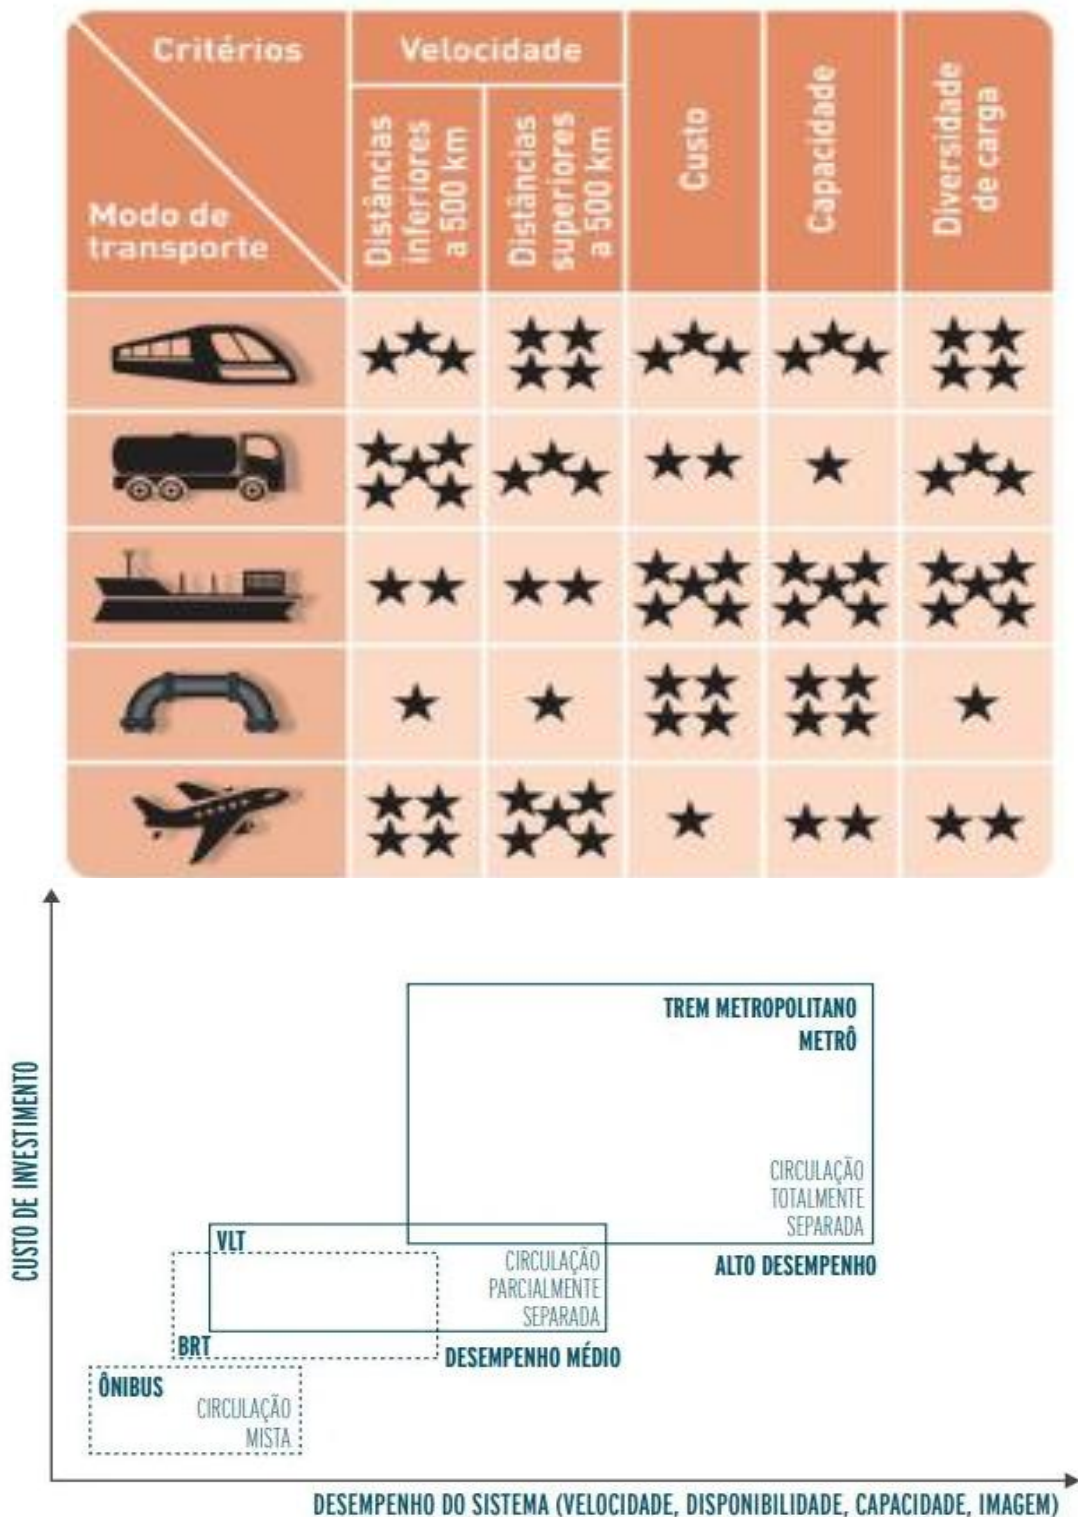 Critérios
Velocidade
Modo de
transporte
Distâncias
inferiores
a 500 km
Distâncias
superiores
a 500 km
Custo
Capacidade
Diversidade
de carga
CUSTO DE INVESTIMENTO
TREM METROPOLITANO
METRÔ
CIRCULAÇÃO
TOTALMENTE
SEPARADA
ALTO DESEMPENHO
VLT
CIRCULAÇÃO
PARCIALMENTE
SEPARADA
DESEMPENHO MÉDIO
BRT
ÔNIBUS
CIRCULAÇÃO
MISTA
DESEMPENHO DO SISTEMA (VELOCIDADE, DISPONIBILIDADE, CAPACIDADE, IMAGEM)